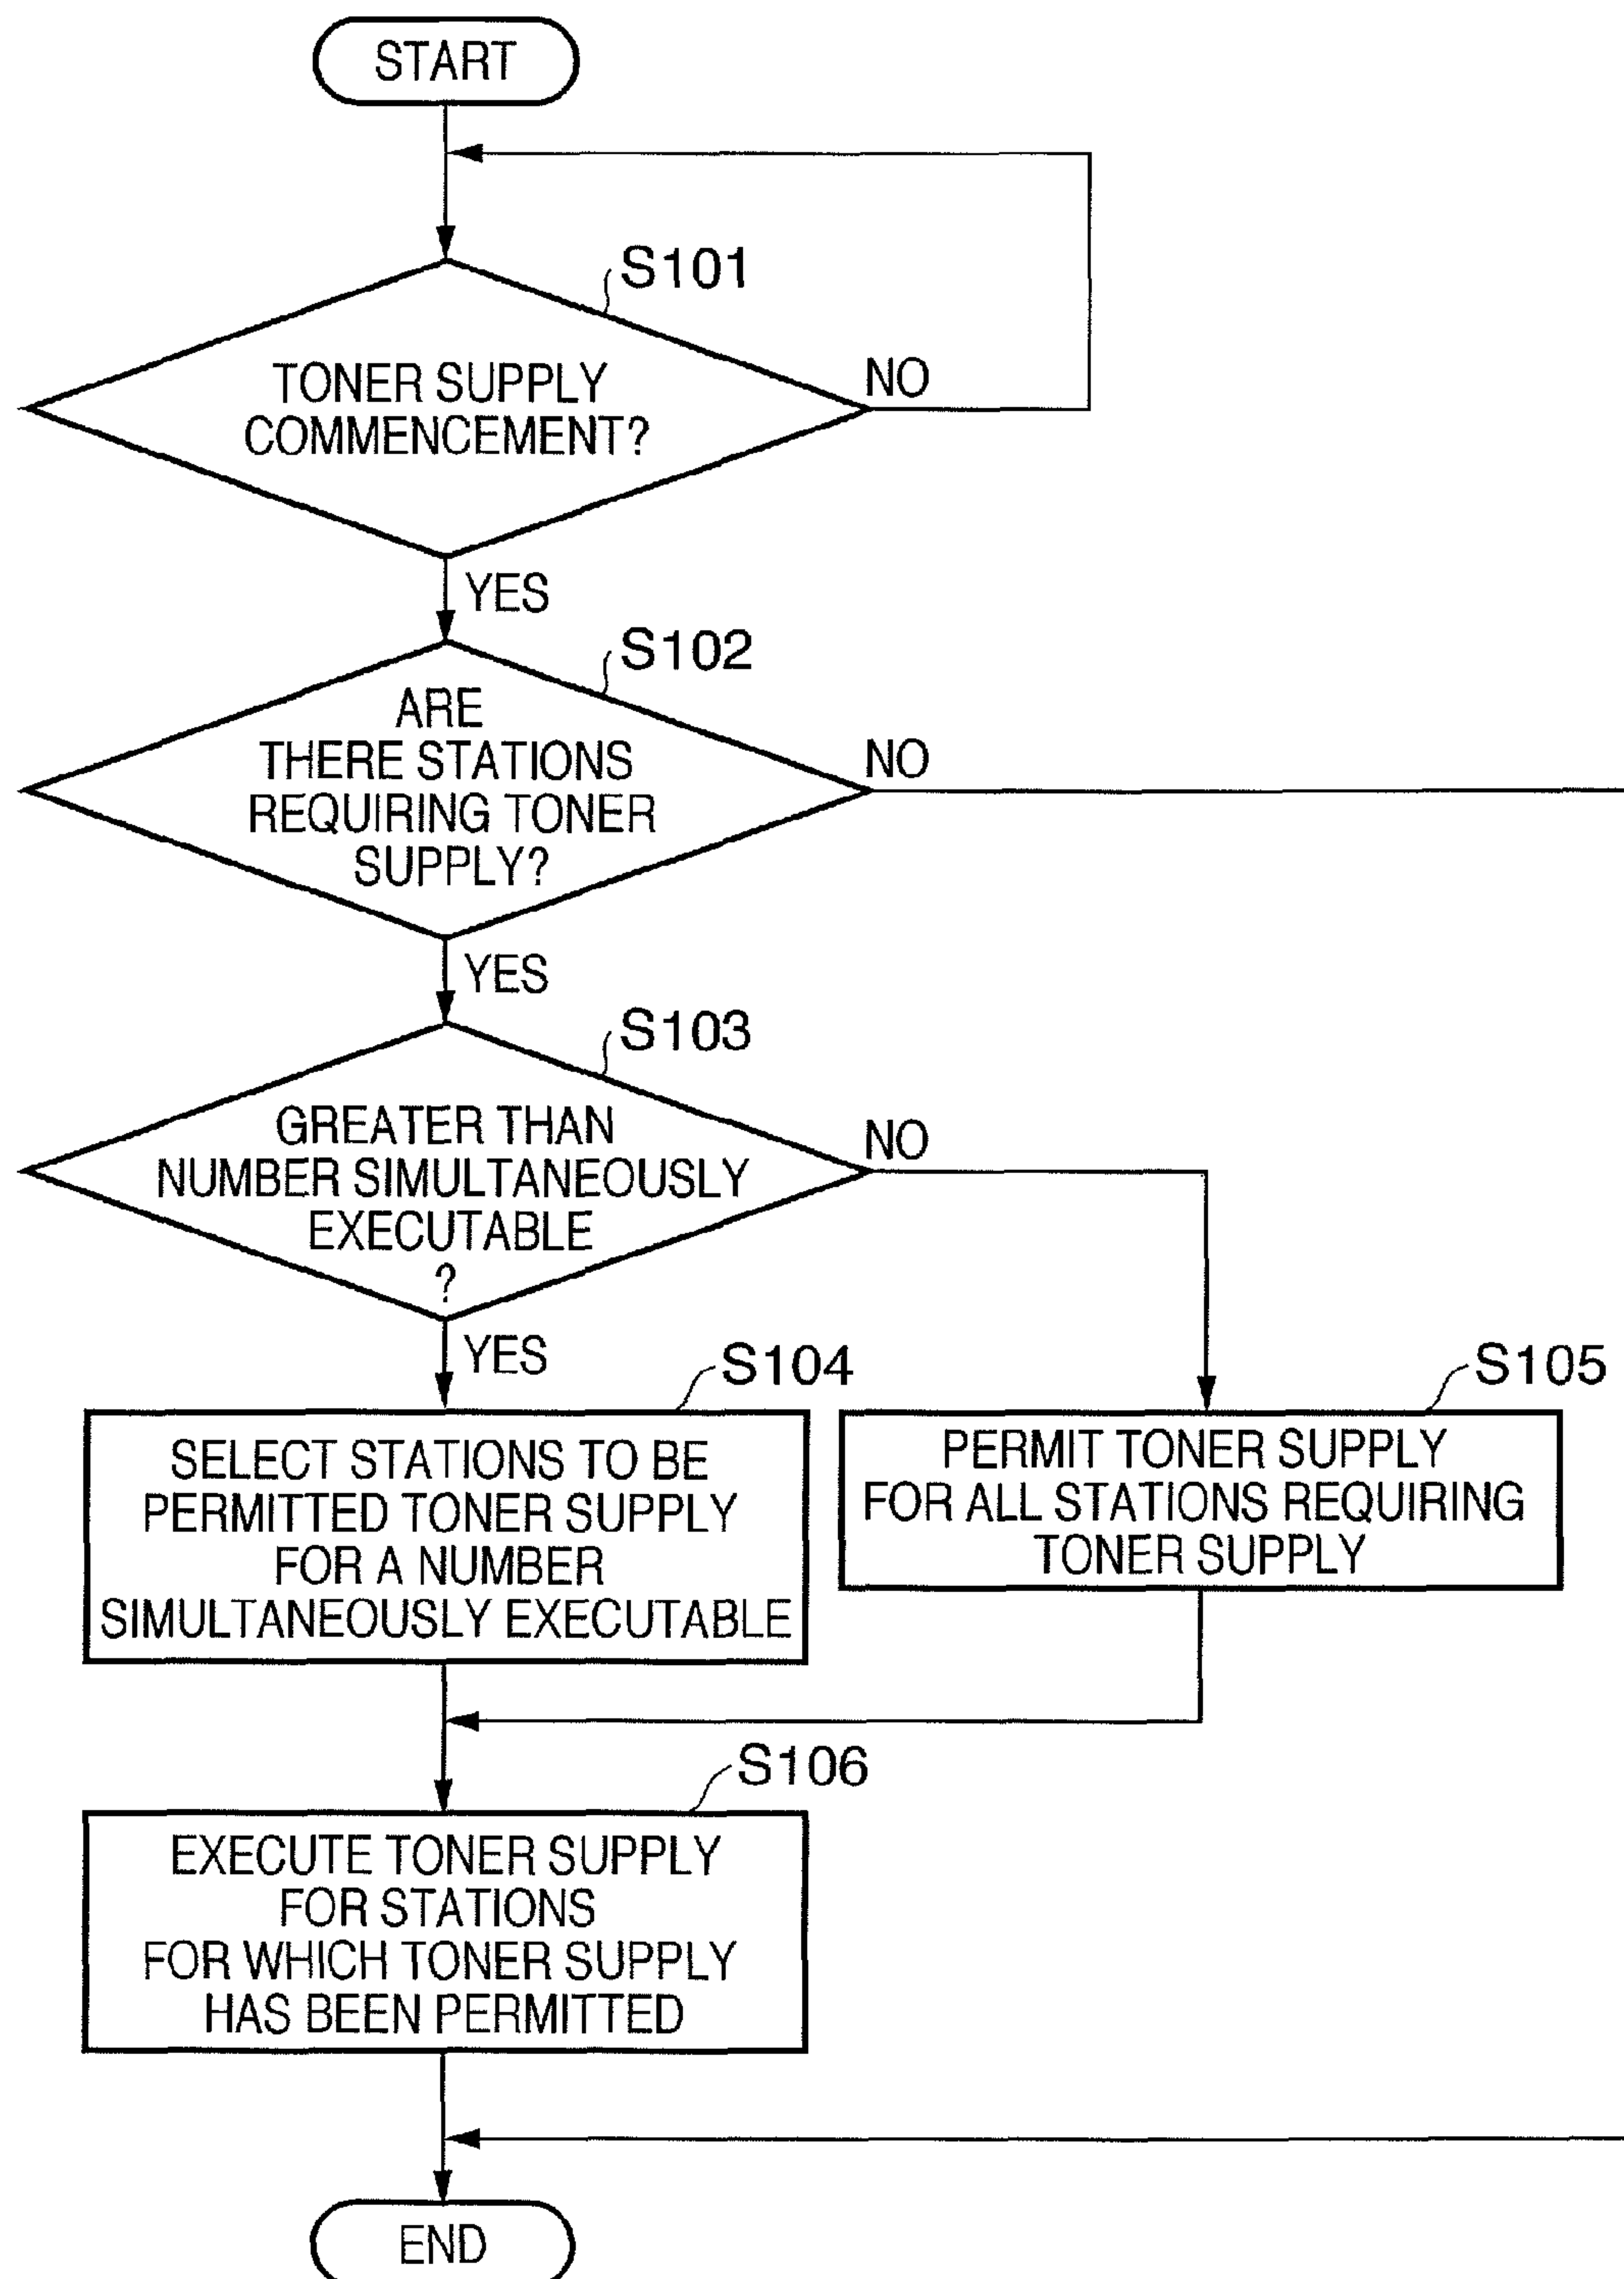 START
S101
TONER SUPPLY
COMMENCEMENT?
NO
YES
S102
ARE
THERE STATIONS
REQUIRING TONER
SUPPLY?
NO
YES
S103
GREATER THAN
NUMBER SIMULTANEOUSLY
EXECUTABLE
?
NO
YES
S104
SELECT STATIONS TO BE
PERMITTED TONER SUPPLY
FOR A NUMBER
SIMULTANEOUSLY EXECUTABLE
S105
PERMIT TONER SUPPLY
FOR ALL STATIONS REQUIRING
TONER SUPPLY
S106
EXECUTE TONER SUPPLY
FOR STATIONS
FOR WHICH TONER SUPPLY
HAS BEEN PERMITTED
END